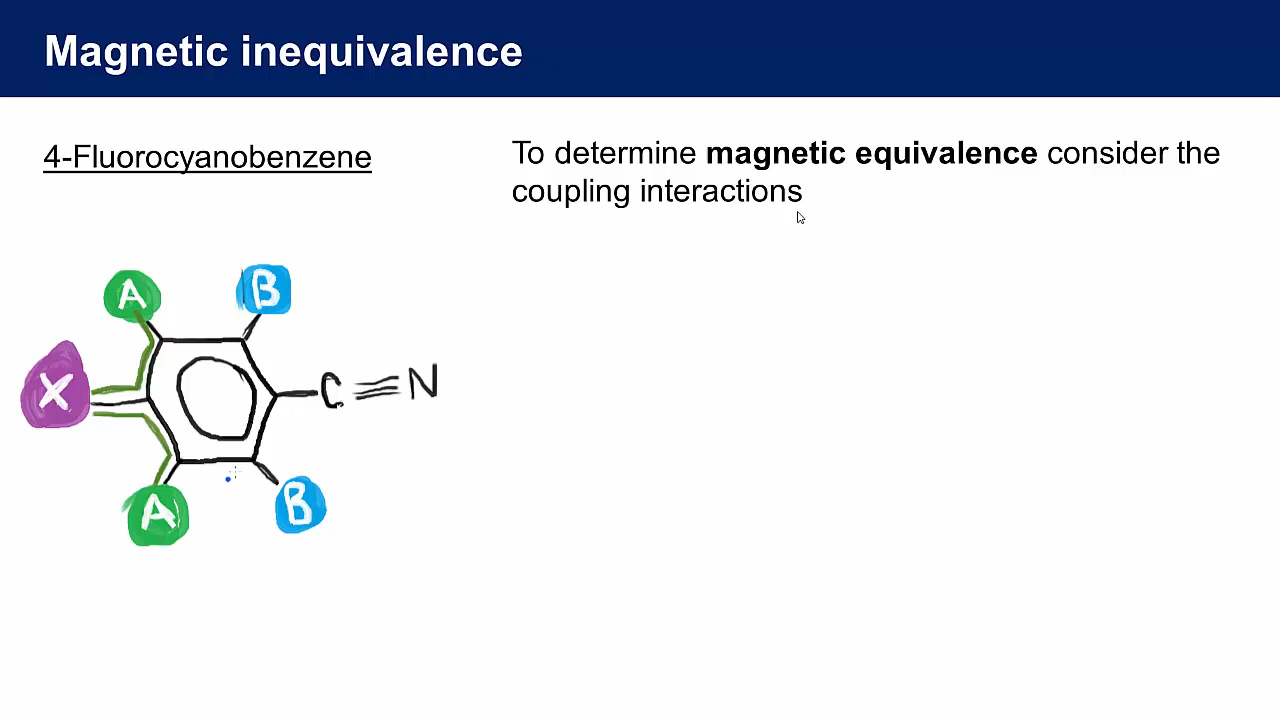 Magnetic inequivalence
4-Fluorocyanobenzene
To determine magnetic equivalence consider the
coupling interactions
A
B
X
C≡N
A
B